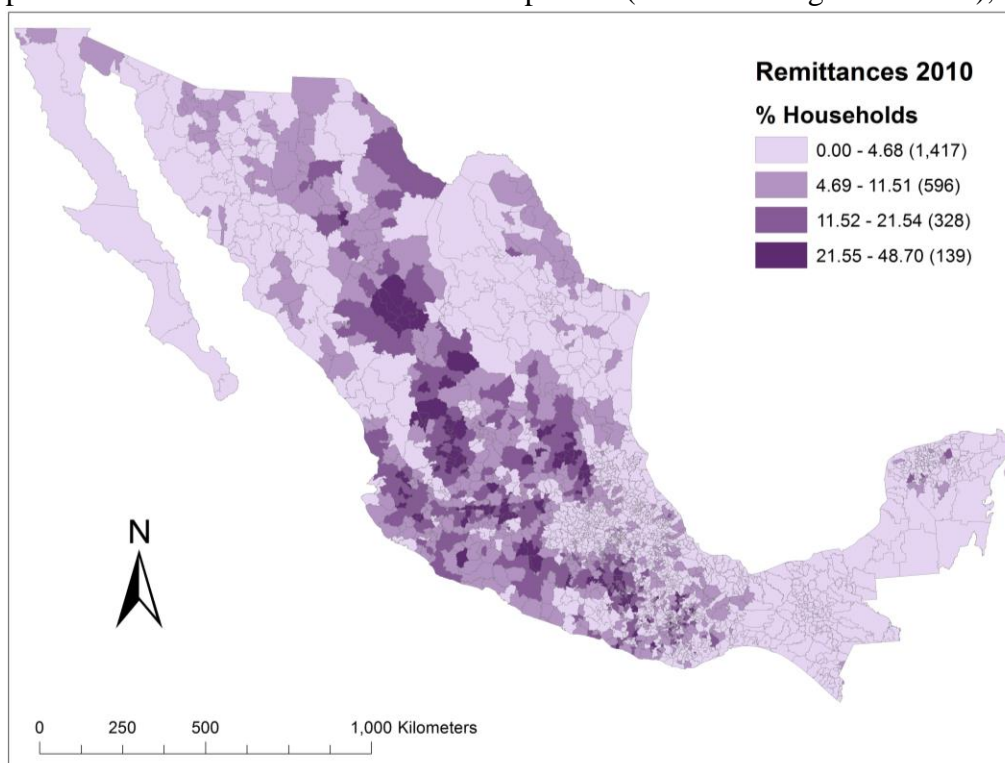 Remittances 2010
% Households
0.00 - 4.68 (1,417)
4.69 - 11.51 (596)
11.52 - 21.54 (328)
21.55 - 48.70 (139)
N
0 250 500 1,000 Kilometers